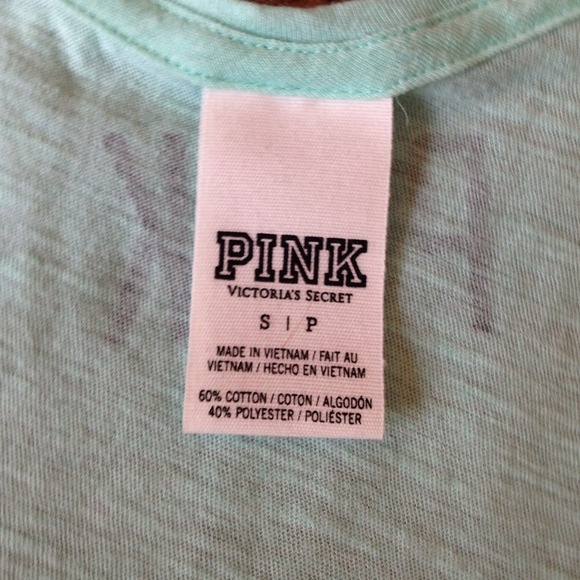 PINK
VICTORIA'S SECRET
S | P
MADE IN VIETNAM / FAIT AU
VIETNAM / HECHO EN VIETNAM
60% COTTON / COTON / ALGODÓN
40% POLYESTER / POLIÉSTER